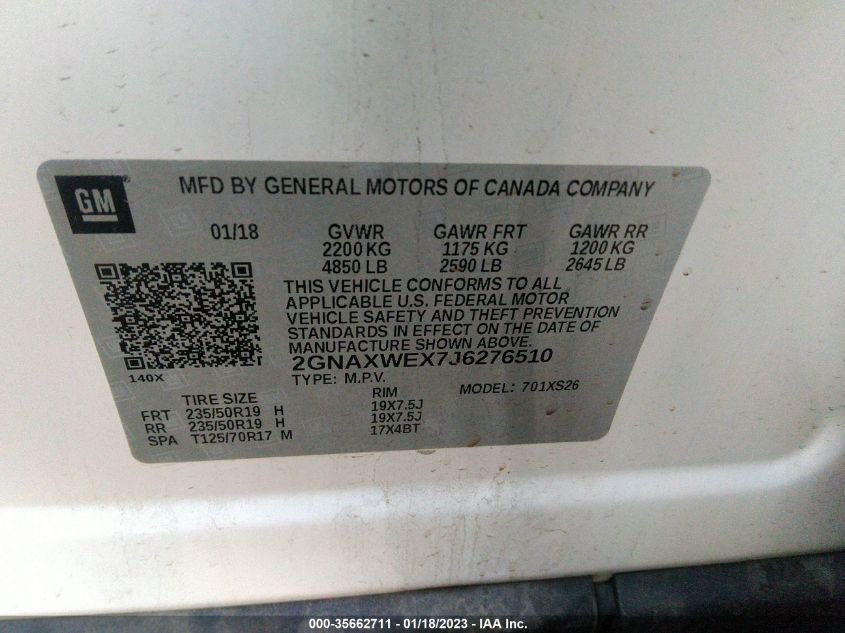 GM
MFD BY GENERAL MOTORS OF CANADA COMPANY
01/18 GVWR GAWR FRT GAWR RR
2200 KG 1175 KG 1200 KG
4850 LB 2590 LB 2645 LB
THIS VEHICLE CONFORMS TO ALL
APPLICABLE U.S. FEDERAL MOTOR
VEHICLE SAFETY AND THEFT PREVENTION
STANDARDS IN EFFECT ON THE DATE OF
MANUFACTURE SHOWN ABOVE.
2GNAXWEX7J6276510
140X TYPE: M.P.V. MODEL: 701XS26
TIRE SIZE RIM
FRT 235/50R19 H 19X7.5J
RR 235/50R19 H 19X7.5J
SPA T125/70R17 M 17X4BT
000-35662711 - 01/18/2023 - IAA Inc.